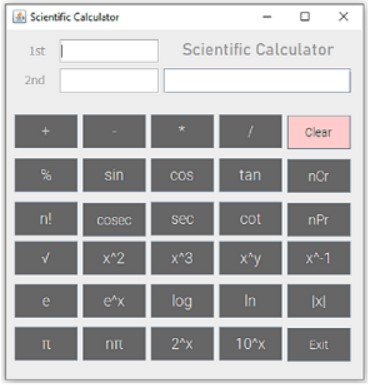 Scientific Calculator
1st Scientific Calculator
2nd
+ - * / Clear
% sin cos tan nCr
n! cosec sec cot nPr
√ x^2 x^3 x^y x^-1
e e^x log ln |x|
π nπ 2^x 10^x Exit